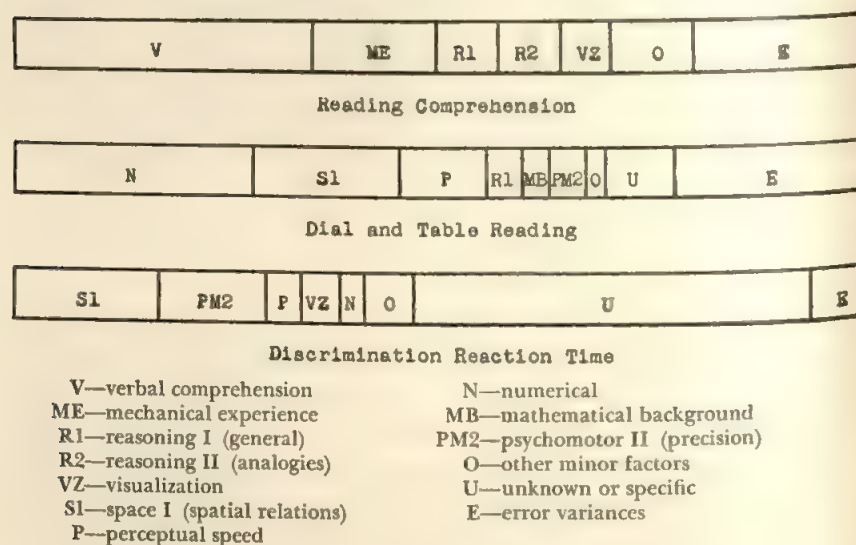 V ME R1 R2 VZ O E
Reading Comprehension
N S1 P R1 MB PM2 O U E
Dial and Table Reading
S1 PM2 P VZ N O U E
Discrimination Reaction Time
V—verbal comprehension
ME—mechanical experience
R1—reasoning I (general)
R2—reasoning II (analogies)
VZ—visualization
S1—space I (spatial relations)
P—perceptual speed
N—numerical
MB—mathematical background
PM2—psychomotor II (precision)
O—other minor factors
U—unknown or specific
E—error variances